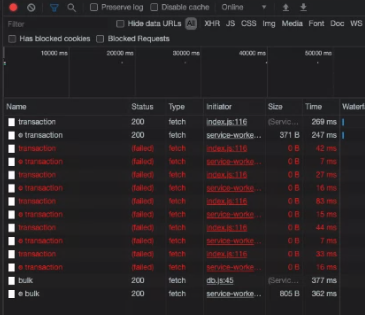 Preserve log Disable cache Online
Filter Hide data URLs All XHR JS CSS Img Media Font Doc WS
Has blocked cookies Blocked Requests
10000 ms 20000 ms 30000 ms 40000 ms 50000 ms
Name Status Type Initiator Size Time Waterf
transaction 200 fetch index.js:116 (Servic... 269 ms
transaction 200 fetch service-worke... 371 B 247 ms
transaction (failed) fetch index.js:116 0 B 42 ms
transaction (failed) fetch service-worke... 0 B 7 ms
transaction (failed) fetch index.js:116 0 B 27 ms
transaction (failed) fetch service-worke... 0 B 16 ms
transaction (failed) fetch index.js:116 0 B 83 ms
transaction (failed) fetch service-worke... 0 B 15 ms
transaction (failed) fetch index.js:116 0 B 44 ms
transaction (failed) fetch service-worke... 0 B 7 ms
transaction (failed) fetch index.js:116 0 B 33 ms
transaction (failed) fetch service-worke... 0 B 16 ms
bulk 200 fetch db.js:45 (Servic... 377 ms
bulk 200 fetch service-worke... 805 B 362 ms